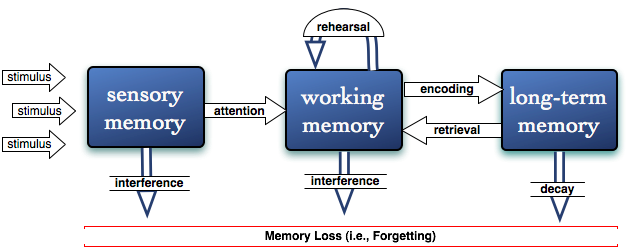 rehearsal
stimulus
stimulus
stimulus
sensory
memory
attention
working
memory
encoding
retrieval
long-term
memory
interference
interference
decay
Memory Loss (i.e., Forgetting)